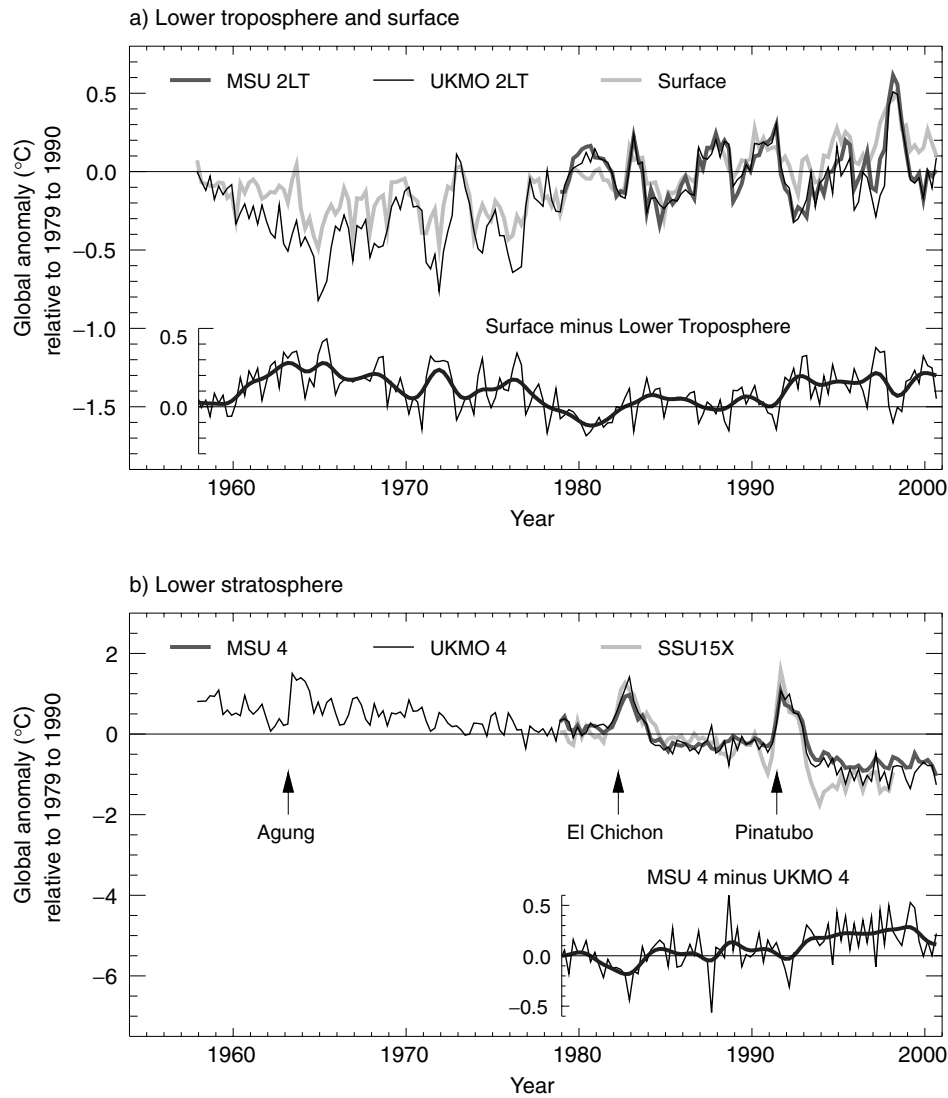 a) Lower troposphere and surface
MSU 2LT UKMO 2LT Surface
Global anomaly (°C)
relative to 1979 to 1990
0.5
0.0
−0.5
−1.0
−1.5
Surface minus Lower Troposphere
0.5
0.0
1960 1970 1980 1990 2000
Year
b) Lower stratosphere
MSU 4 UKMO 4 SSU15X
Global anomaly (°C)
relative to 1979 to 1990
2
0
−2
−4
−6
Agung El Chichon Pinatubo
MSU 4 minus UKMO 4
0.5
0.0
−0.5
1960 1970 1980 1990 2000
Year